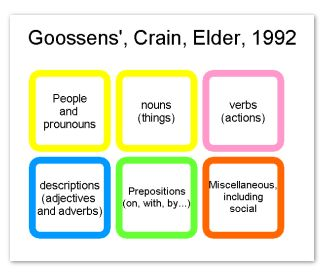 Goossens', Crain, Elder, 1992
People
and
prounouns
nouns
(things)
verbs
(actions)
descriptions
(adjectives
and adverbs)
Prepositions
(on, with, by...)
Miscellaneous,
including
social